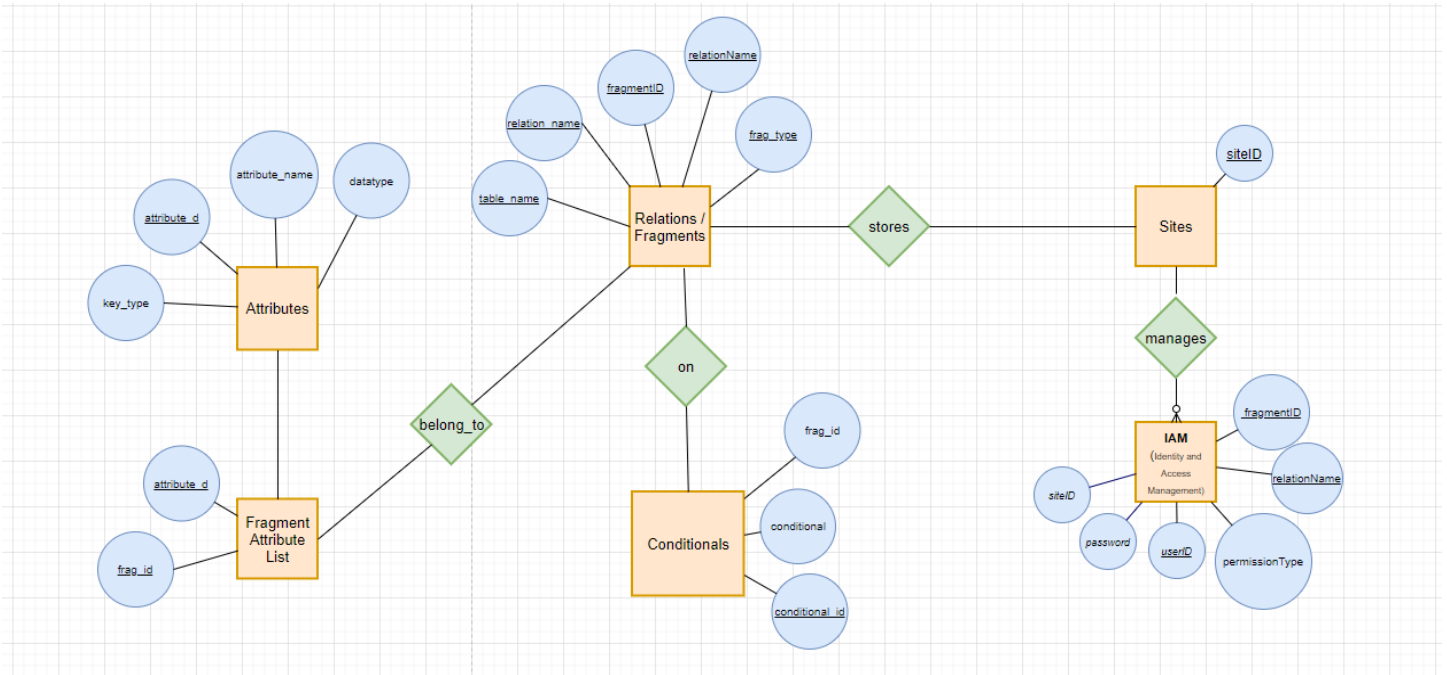 relationName
fragmentID
relation_name
frag_type
table_name
siteID
attribute_name
datatype
attribute_d
key_type
Attributes
Relations /
Fragments
stores
Sites
manages
on
belong_to
attribute_d
frag_id
Fragment
Attribute
List
frag_id
conditional
conditional_id
Conditionals
IAM
(Identity and
Access
Management)
fragmentID
relationName
siteID
password
userID
permissionType